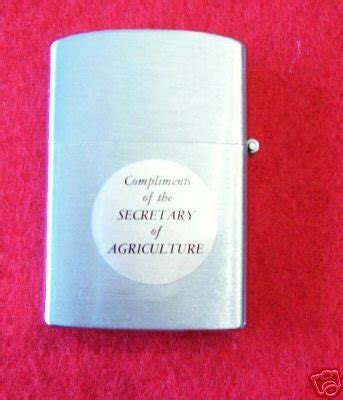 Compliments
of the
SECRETARY
of
AGRICULTURE